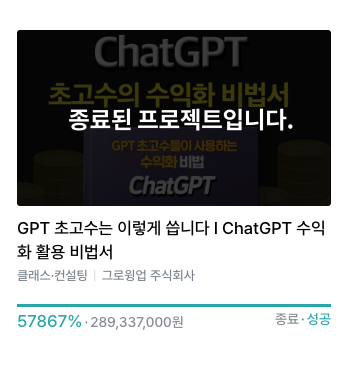 ChatGPT
초고수의 수익화 비법서
종료된 프로젝트입니다.
GPT 초고수들이 사용하는
수익화 비법
ChatGPT
GPT 초고수는 이렇게 씁니다 I ChatGPT 수익
화 활용 비법서
클래스·컨설팅 | 그로윙업 주식회사
57867% · 289,337,000원 종료 · 성공